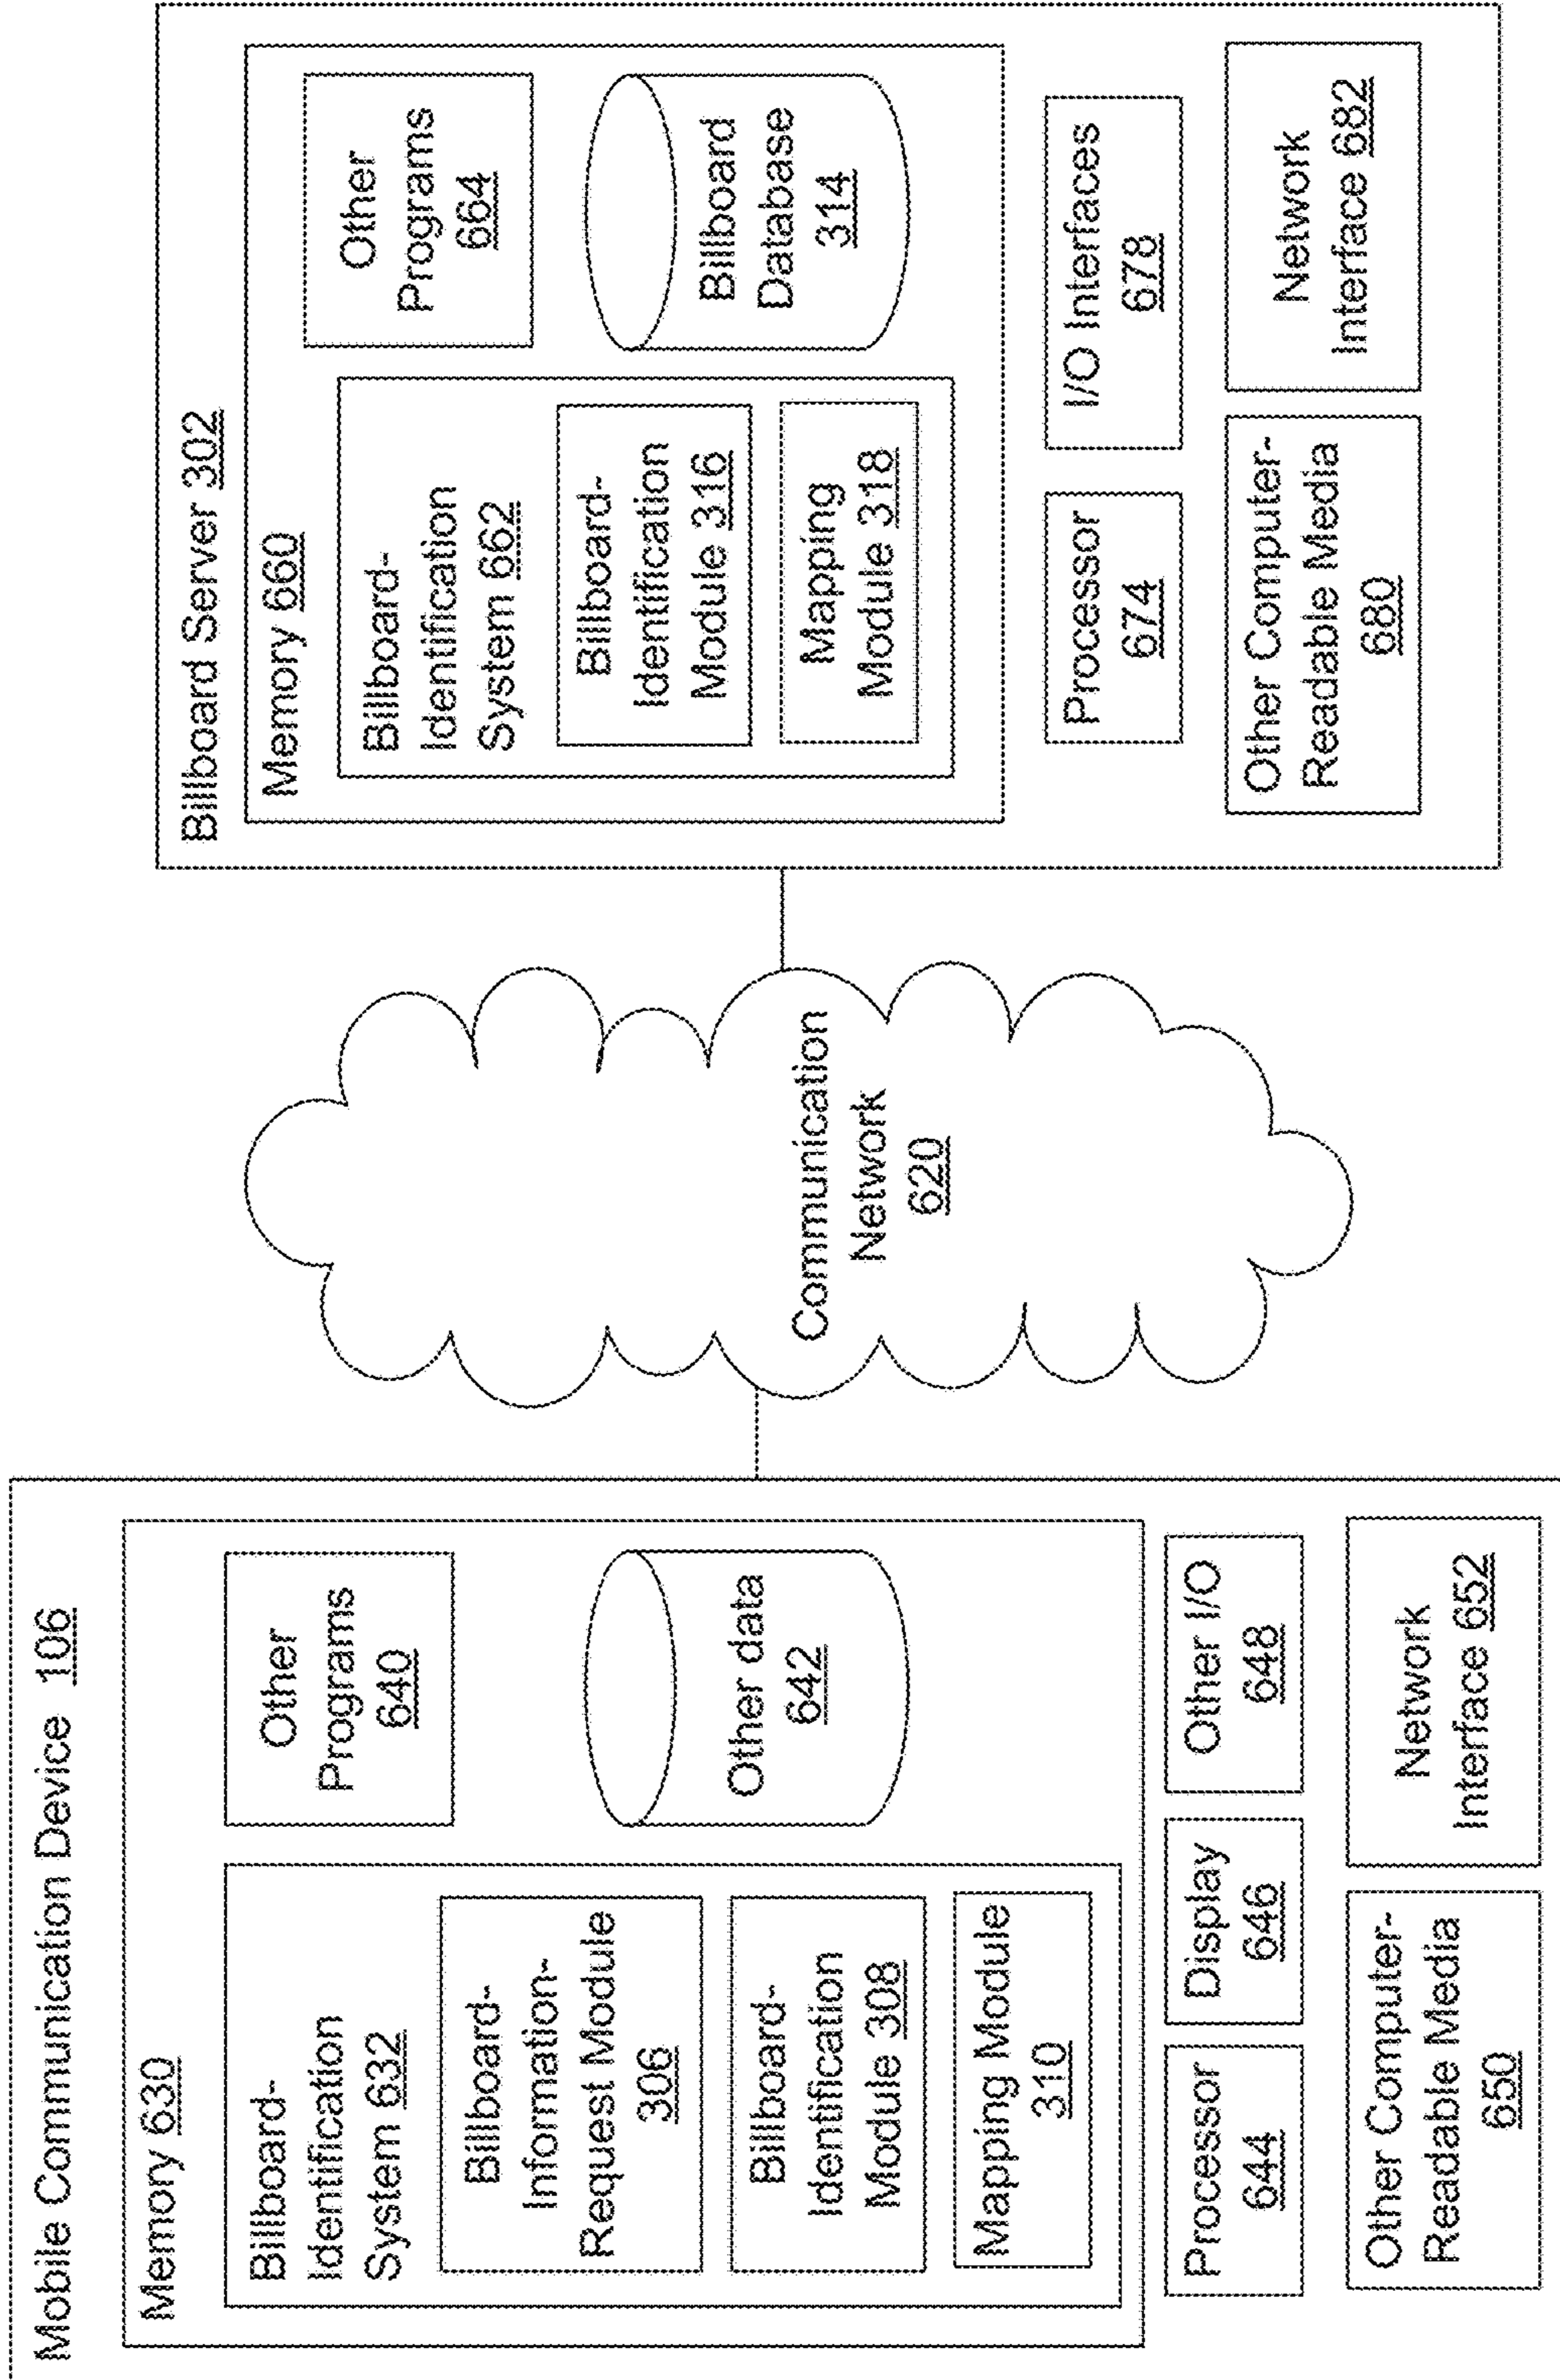 Mobile Communication Device 106
Memory 630
Billboard-
Identification
System 632
Billboard-
Information-
Request Module
306
Billboard-
Identification
Module 308
Mapping Module
310
Other
Programs
640
Other data
642
Processor
644
Display
646
Other I/O
648
Other Computer-
Readable Media
650
Network
Interface 652
Communication
Network
620
Billboard Server 302
Memory 660
Billboard-
Identification
System 662
Billboard-
Identification
Module 316
Mapping
Module 318
Other
Programs
664
Billboard
Database
314
Processor
674
I/O Interfaces
678
Other Computer-
Readable Media
680
Network
Interface 682